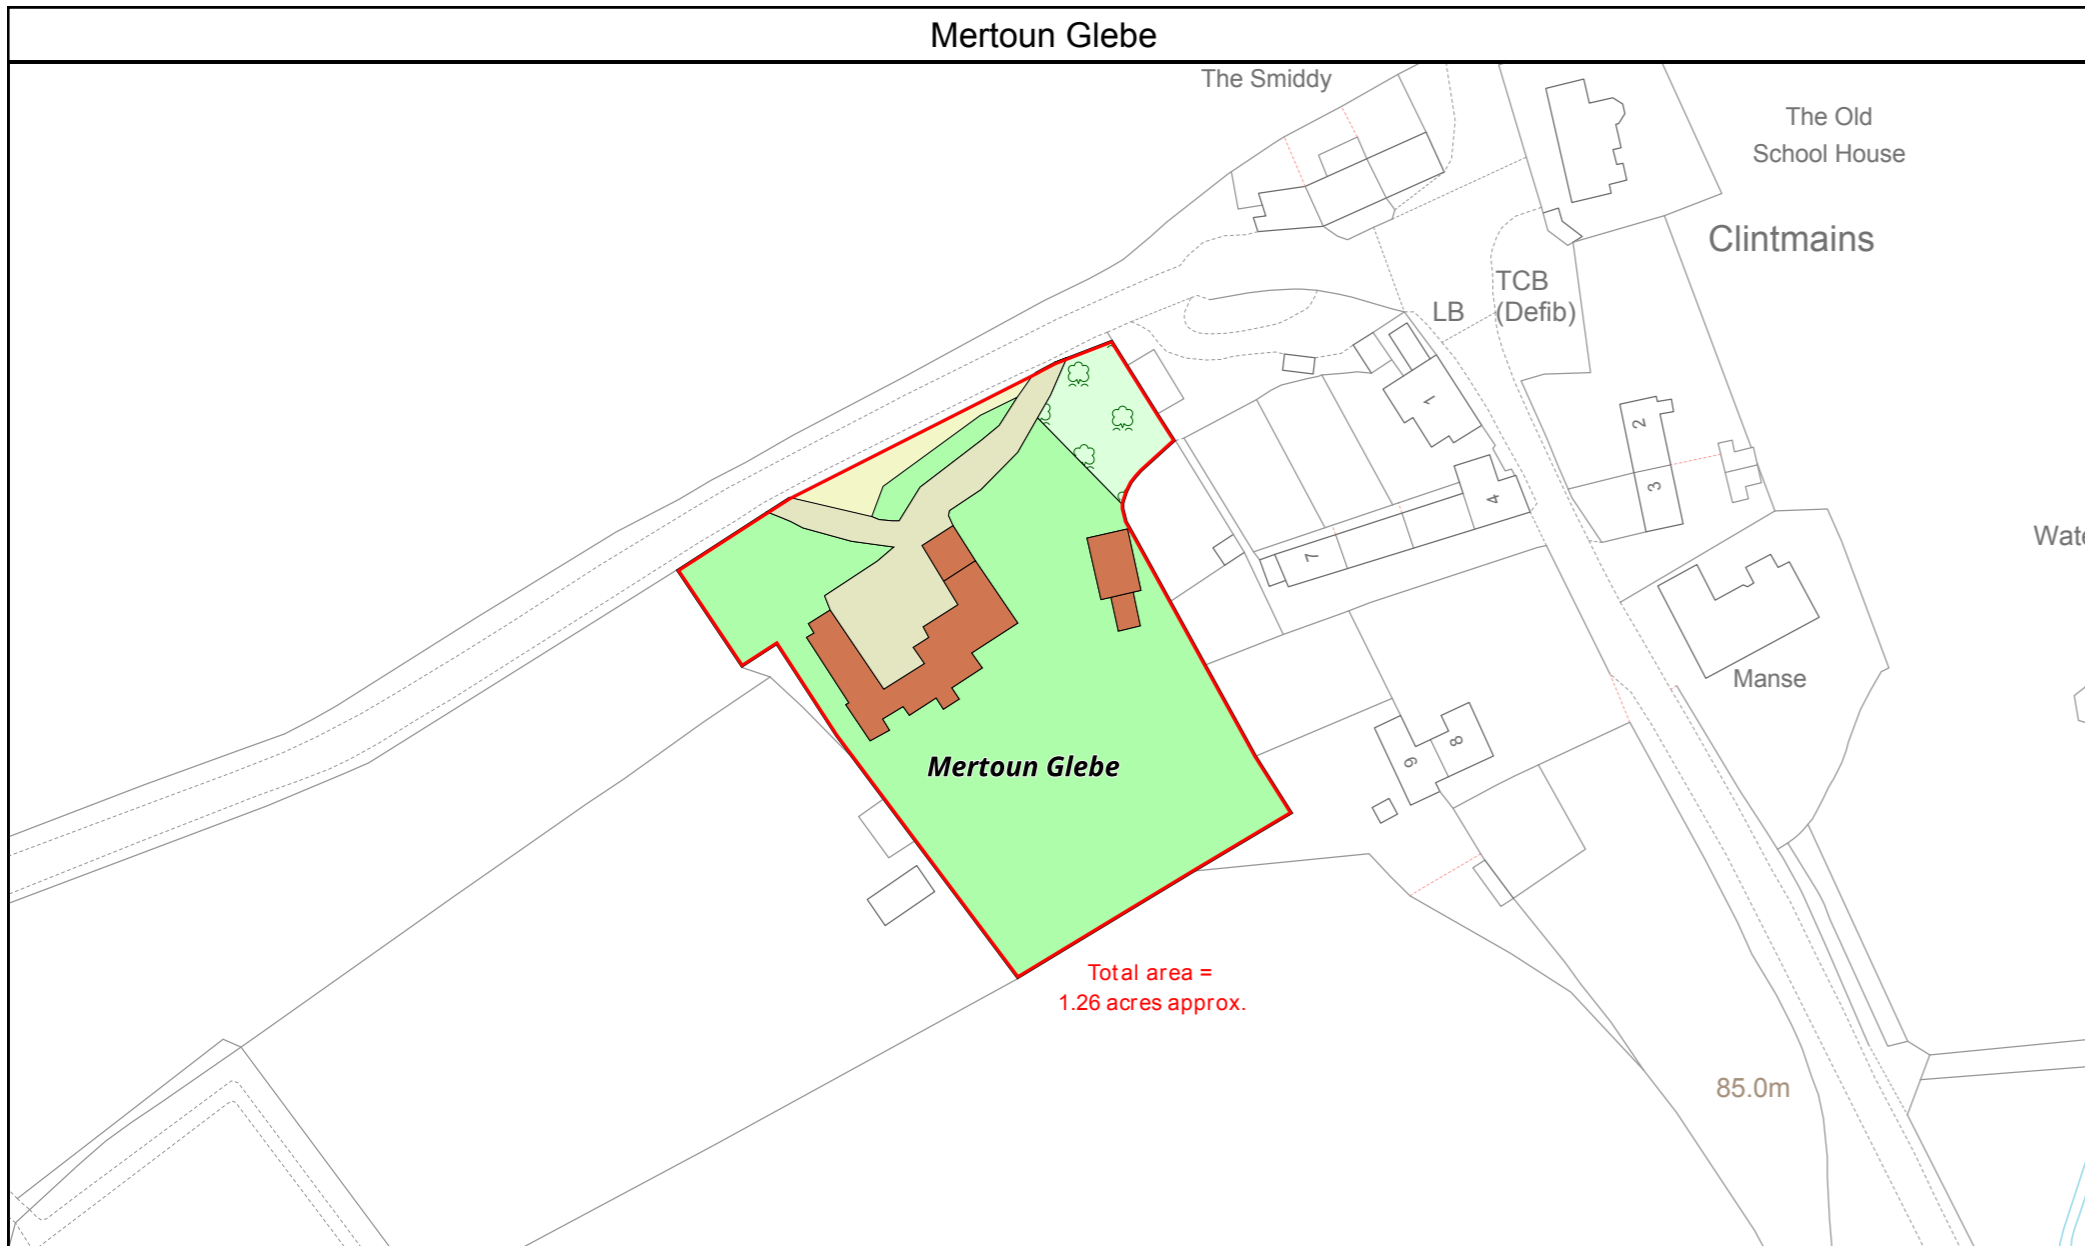 Mertoun Glebe
The Smiddy
The Old
School House
Clintmains
TCB
(Defib)
LB
1
2
3
4
7
Manse
8
9
Mertoun Glebe
Total area =
1.26 acres approx.
85.0m